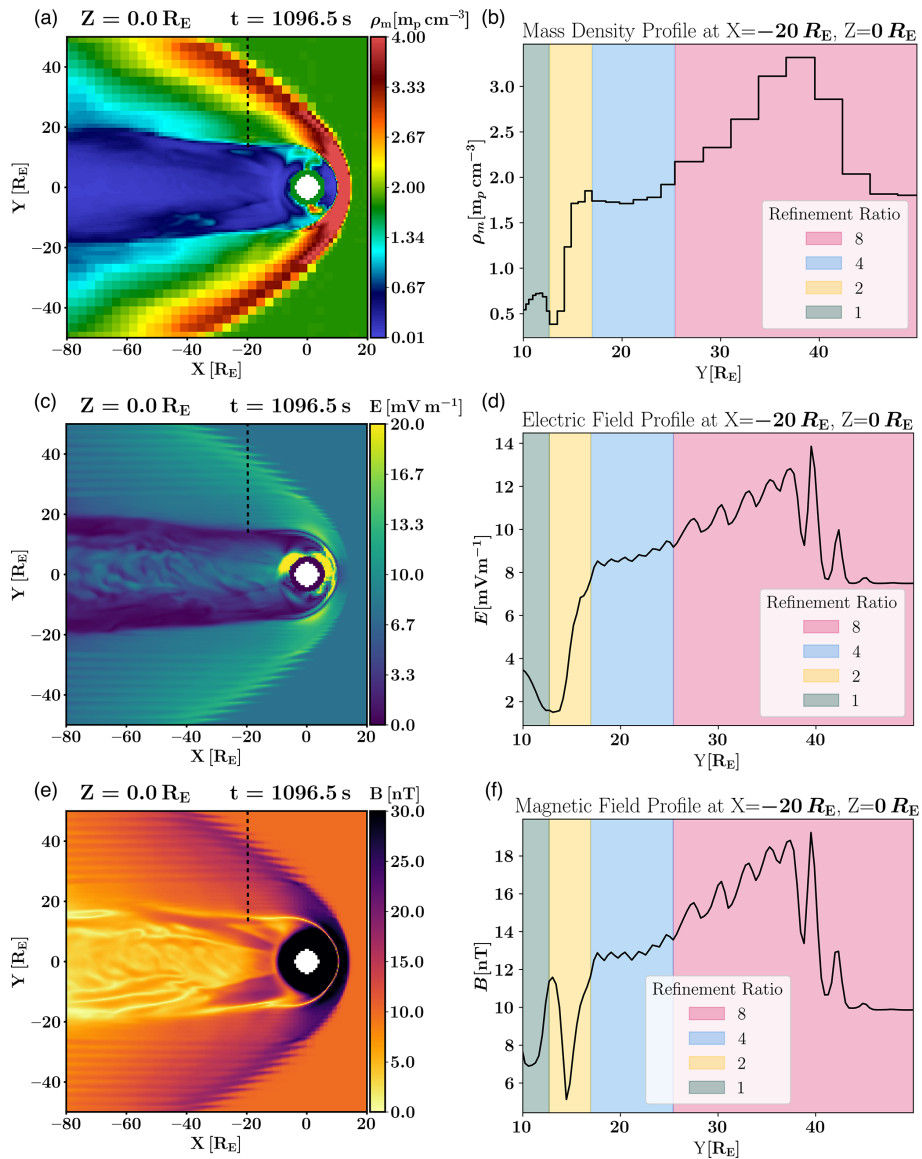 (a) Z = 0.0 R_E t = 1096.5 s ρ_m [m_p cm⁻³]
4.00
3.33
2.67
2.00
1.34
0.67
0.01
40
20
0
−20
−40
Y [R_E]
−80 −60 −40 −20 0 20
X [R_E]
(b)
Mass Density Profile at X=−20 R_E, Z=0 R_E
3.0
2.5
2.0
1.5
1.0
0.5
ρ_m [m_p cm⁻³]
Refinement Ratio
8
4
2
1
10 20 30 40
Y[R_E]
(c) Z = 0.0 R_E t = 1096.5 s E [mV m⁻¹]
20.0
16.7
13.3
10.0
6.7
3.3
0.0
40
20
0
−20
−40
Y [R_E]
−80 −60 −40 −20 0 20
X [R_E]
(d)
Electric Field Profile at X=−20 R_E, Z=0 R_E
14
12
10
8
6
4
2
E[mVm⁻¹]
Refinement Ratio
8
4
2
1
10 20 30 40
Y[R_E]
(e) Z = 0.0 R_E t = 1096.5 s B [nT]
30.0
25.0
20.0
15.0
10.0
5.0
0.0
40
20
0
−20
−40
Y [R_E]
−80 −60 −40 −20 0 20
X [R_E]
(f)
Magnetic Field Profile at X=−20 R_E, Z=0 R_E
18
16
14
12
10
8
6
B[nT]
Refinement Ratio
8
4
2
1
10 20 30 40
Y[R_E]